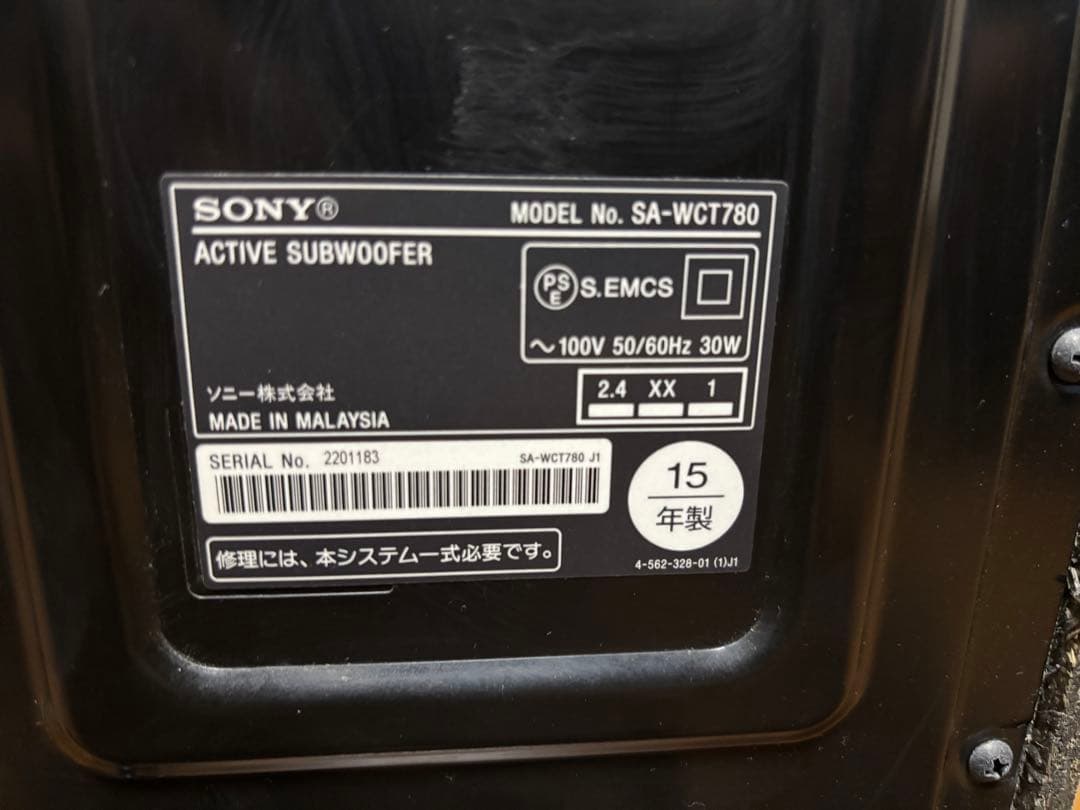 SONY®
MODEL No. SA-WCT780
ACTIVE SUBWOOFER
PSE S.EMCS
〜100V 50/60Hz 30W
2.4 XX 1
ソニー株式会社
MADE IN MALAYSIA
SERIAL No. 2201183
SA-WCT780 J1
15
年製
修理には、本システム一式必要です。
4-562-328-01 (1)J1